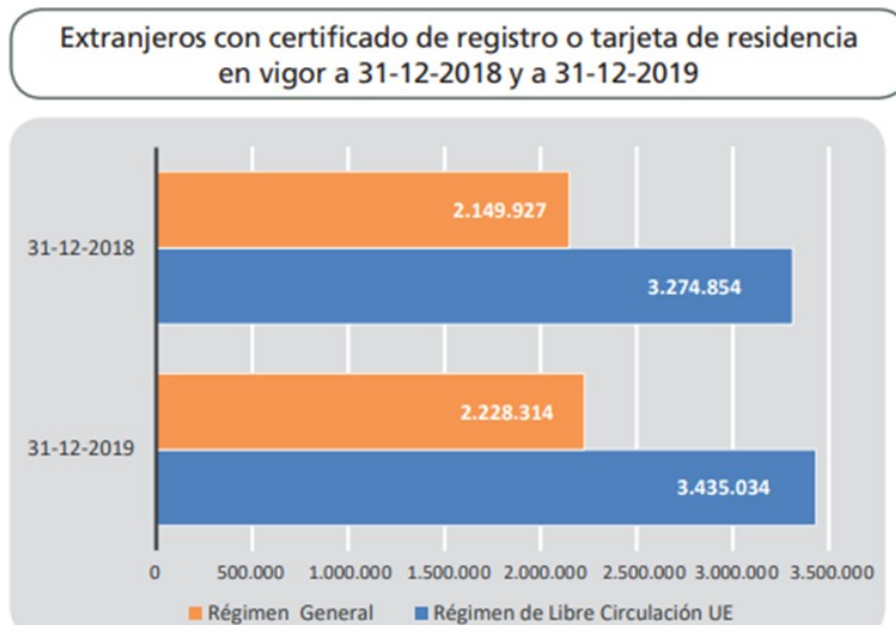 Extranjeros con certificado de registro o tarjeta de residencia
en vigor a 31-12-2018 y a 31-12-2019
31-12-2018
2.149.927
3.274.854
31-12-2019
2.228.314
3.435.034
0 500.000 1.000.000 1.500.000 2.000.000 2.500.000 3.000.000 3.500.000
Régimen General Régimen de Libre Circulación UE